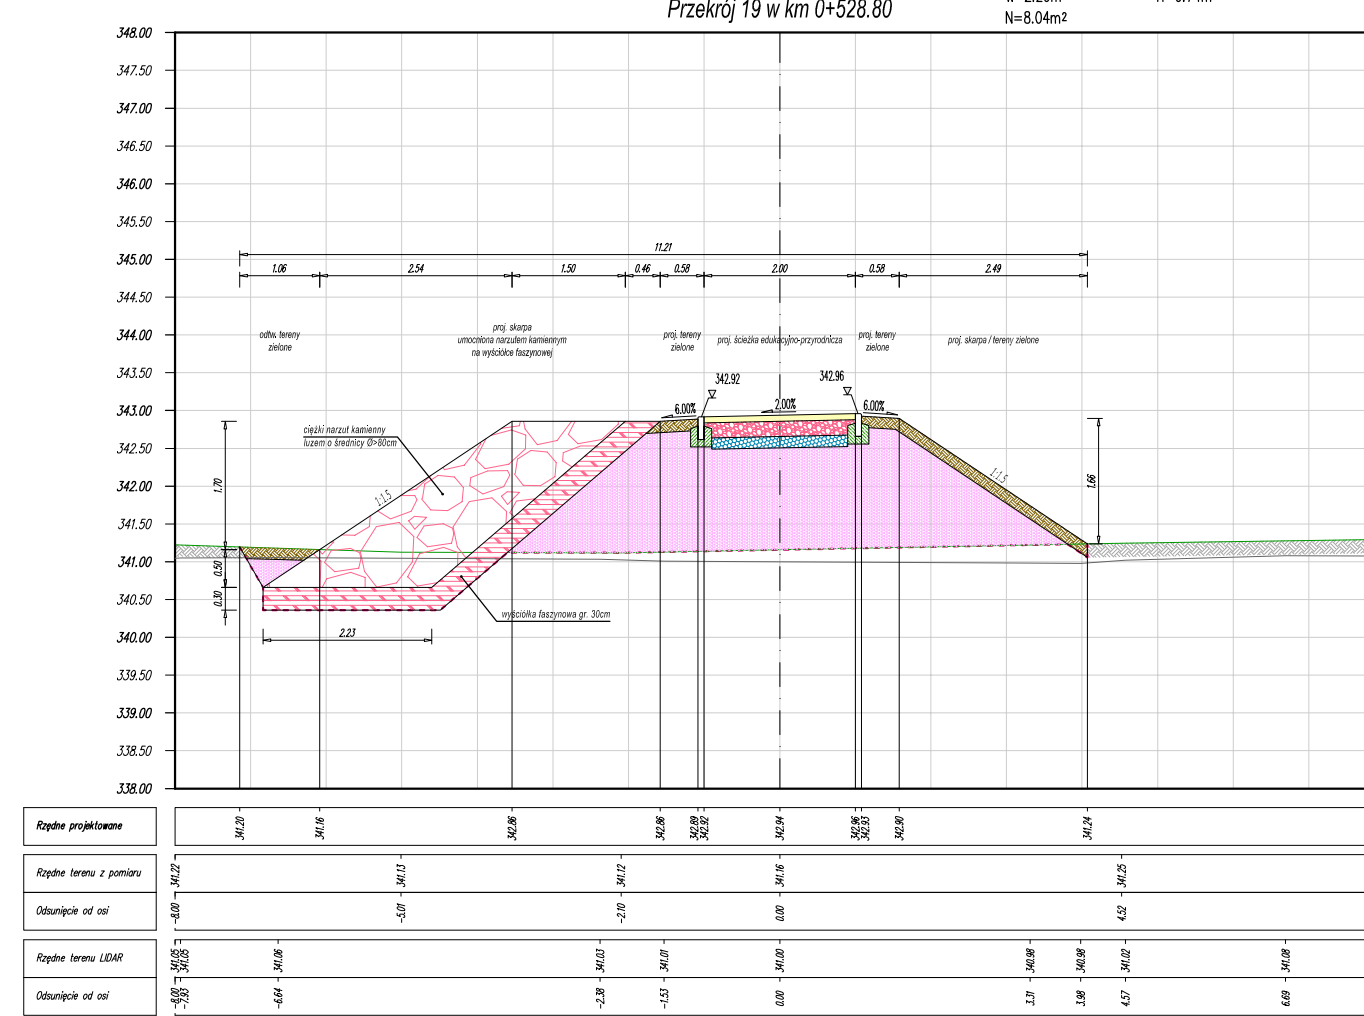 Przekrój 19 w km 0+528.80
N=8.04m²
348.00
347.50
347.00
346.50
346.00
345.50
345.00
344.50
344.00
343.50
343.00
342.50
342.00
341.50
341.00
340.50
340.00
339.50
339.00
338.50
338.00
11.21
1.06 2.54 1.50 0.46 0.58 2.00 0.58 2.49
odtw. tereny
zielone
proj. skarpa
umocniona narzutem kamiennym
na wyściółce faszynowej
proj. tereny
zielone
proj. ścieżka edukacyjno-przyrodnicza
proj. tereny
zielone
proj. skarpa / tereny zielone
342.92 342.96
6.00% 2.00% 6.00%
ciężki narzut kamienny
luzem o średnicy Ø>80cm
1:1.5
1:1.5
1.70
0.50
0.30
1.66
wyściółka faszynowa gr. 30cm
2.23
Rzędne projektowane 341.20 341.16 342.86 342.86 342.89 342.92 342.94 342.96 342.93 342.90 341.24
Rzędne terenu z pomiaru 341.22 341.13 341.12 341.16 341.25
Odsunięcie od osi -8.00 -5.01 -2.10 0.00 4.52
Rzędne terenu LIDAR 341.05 341.05 341.06 341.03 341.01 341.00 340.98 340.98 341.02 341.08
Odsunięcie od osi -8.00 -7.93 -6.64 -2.38 -1.53 0.00 3.31 3.98 4.57 6.69